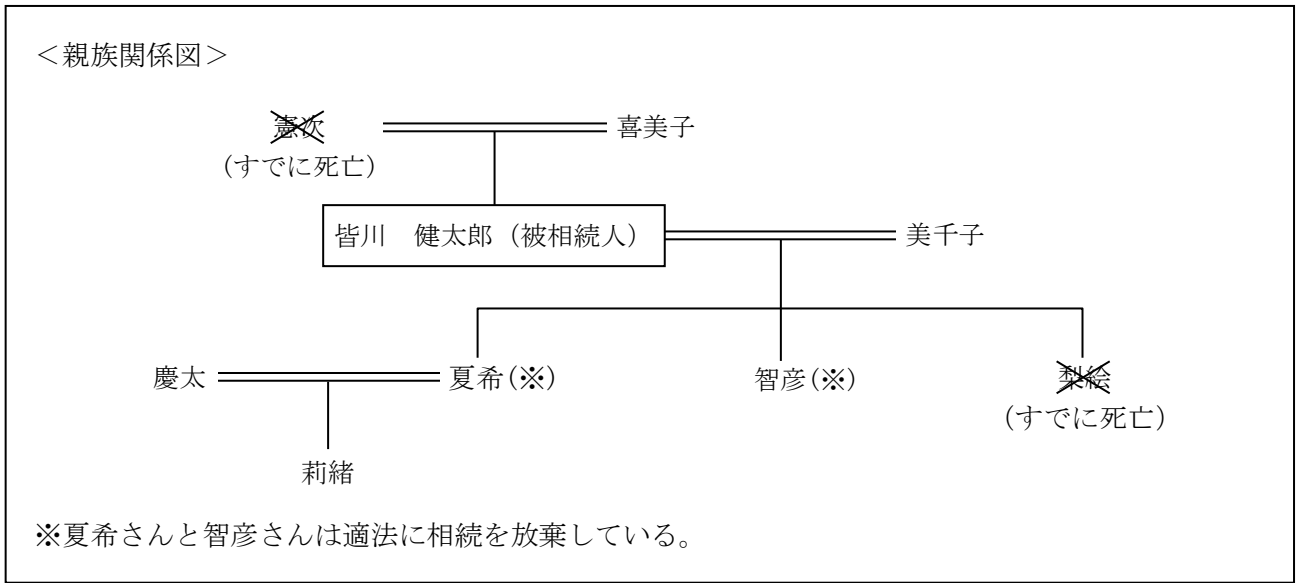 ＜親族関係図＞
憲次 喜美子
(すでに死亡)
皆川　健太郎（被相続人） 美千子
慶太 夏希(※) 智彦(※) 梨絵
(すでに死亡)
莉緒
※夏希さんと智彦さんは適法に相続を放棄している。